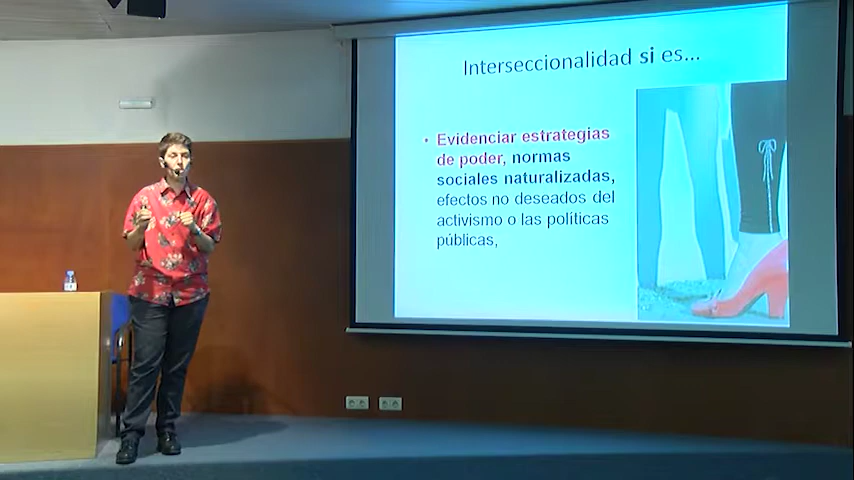 Interseccionalidad si es...
• Evidenciar estrategias
de poder, normas
sociales naturalizadas,
efectos no deseados del
activismo o las políticas
públicas,